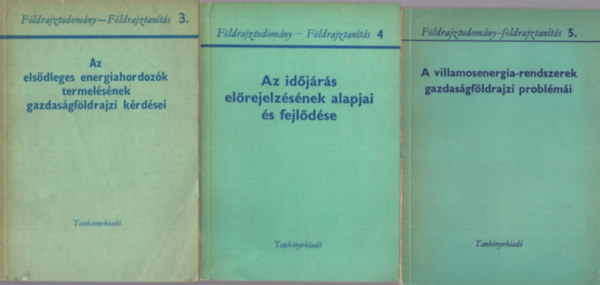 Földrajztudomány—Földrajztanítás 3.
Az
elsődleges energiahordozók
termelésének
gazdaságföldrajzi kérdései
Tankönyvkiadó
Földrajztudomány – Földrajztanítás 4
Az időjárás
előrejelzésének alapjai
és fejlődése
Tankönyvkiadó
Földrajztudomány-földrajztanítás 5.
A villamosenergia-rendszerek
gazdaságföldrajzi problémái
Tankönyvkiadó